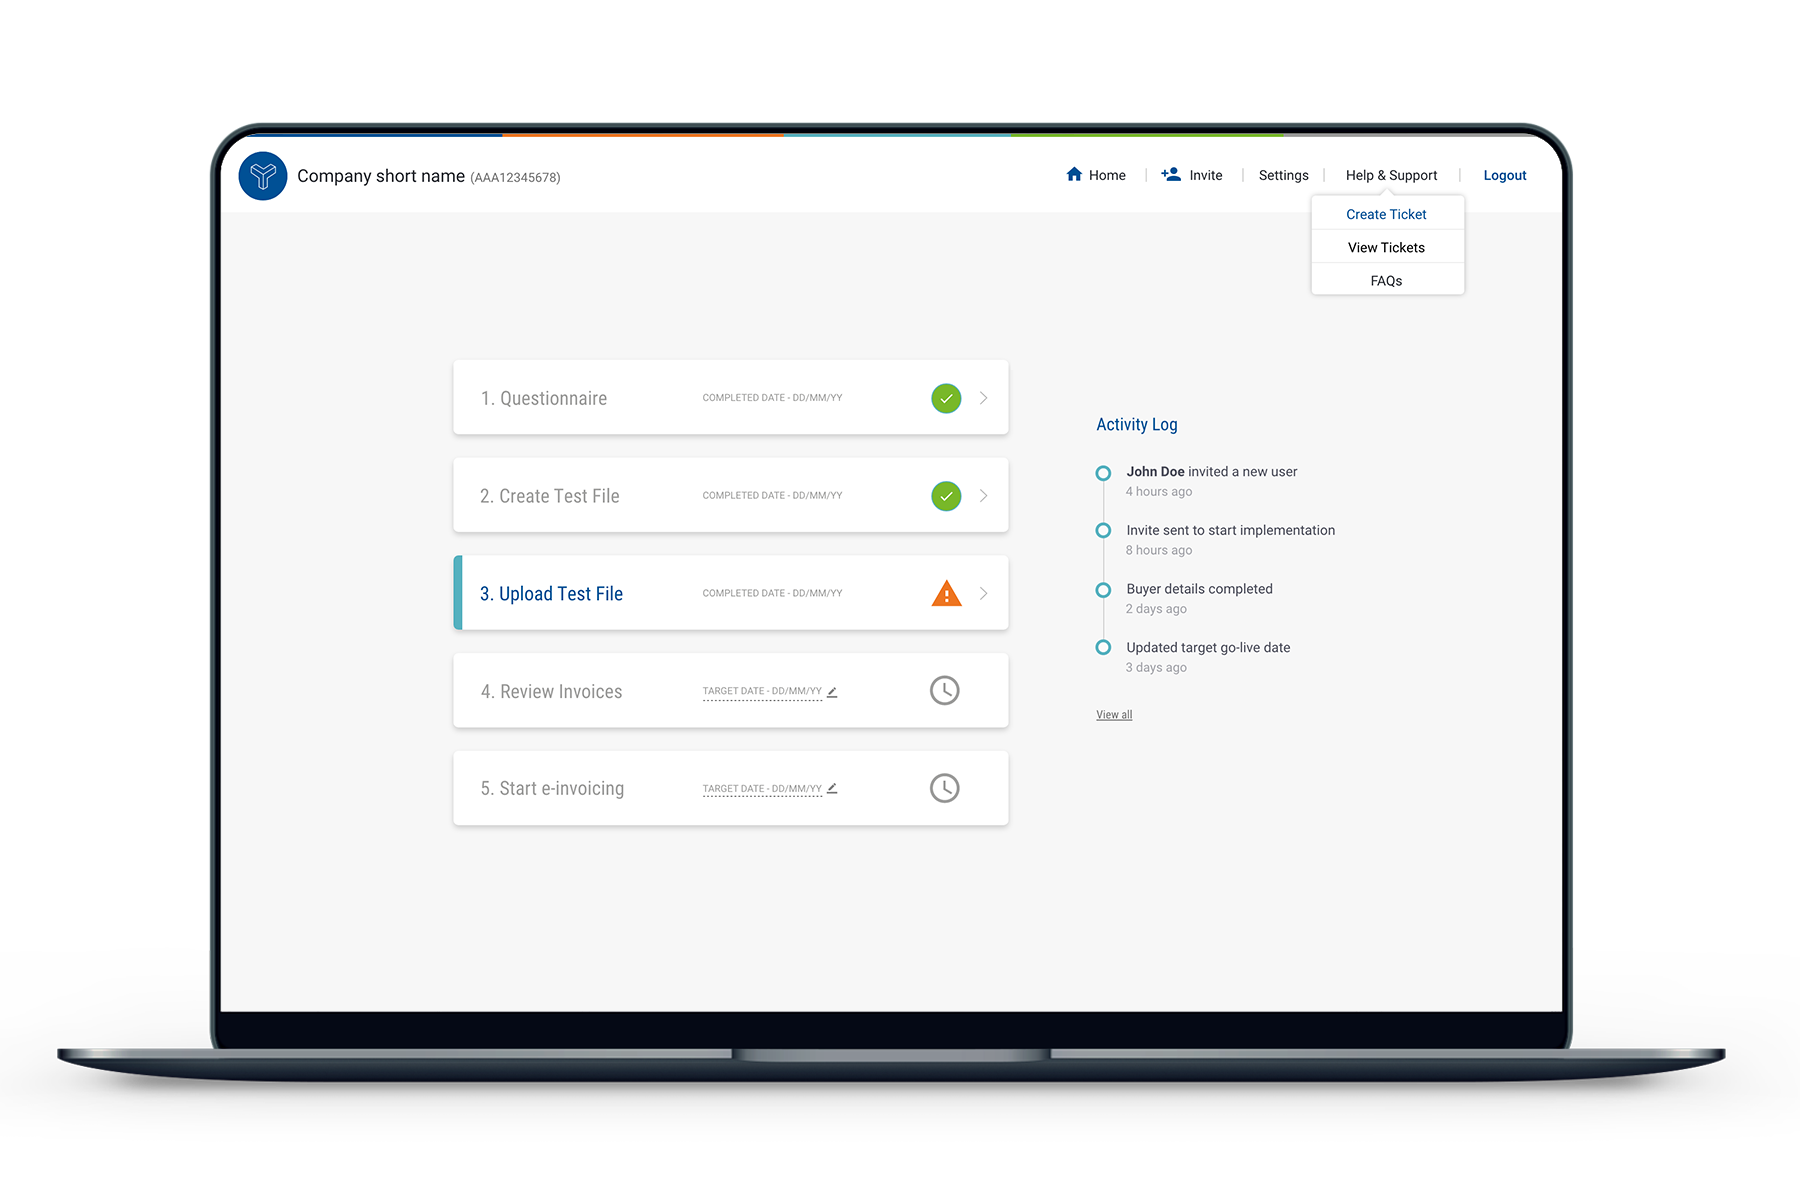 Company short name (AAA12345678)
Home
Invite
Settings
Help & Support
Logout
Create Ticket
View Tickets
FAQs
1. Questionnaire
COMPLETED DATE - DD/MM/YY
2. Create Test File
COMPLETED DATE - DD/MM/YY
3. Upload Test File
COMPLETED DATE - DD/MM/YY
4. Review Invoices
TARGET DATE - DD/MM/YY
5. Start e-invoicing
TARGET DATE - DD/MM/YY
Activity Log
John Doe invited a new user
4 hours ago
Invite sent to start implementation
8 hours ago
Buyer details completed
2 days ago
Updated target go-live date
3 days ago
View all